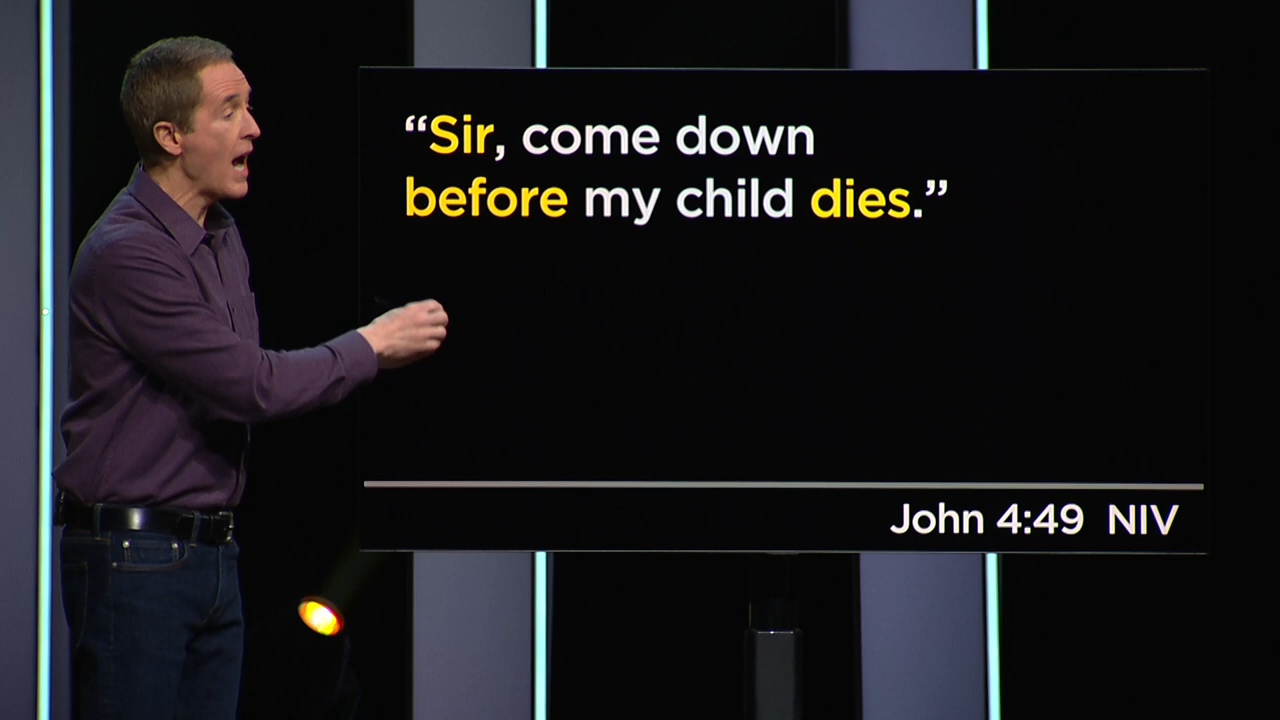 “Sir, come down
before my child dies.”
John 4:49 NIV